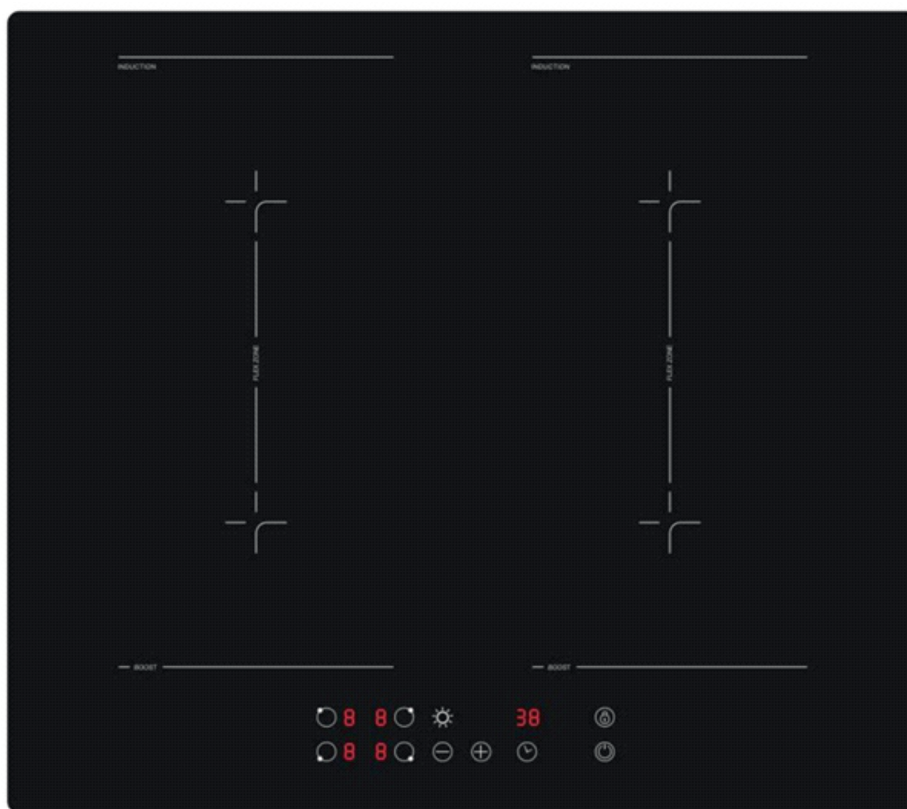 INDUCTION INDUCTION
FLEX ZONE FLEX ZONE
BOOST BOOST
8 8 38
8 8